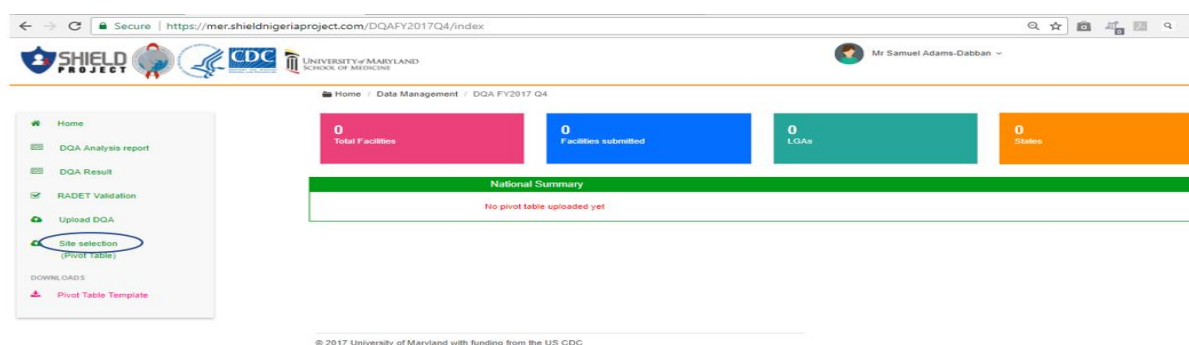 Secure | https://mer.shieldnigeriaproject.com/DQAFY2017Q4/index
SHIELD
PROJECT
CDC
UNIVERSITY of MARYLAND
SCHOOL OF MEDICINE
Mr Samuel Adams-Dabban
Home / Data Management / DQA FY2017 Q4
Home
DQA Analysis report
DQA Result
RADET Validation
Upload DQA
Site selection
(Pivot Table)
DOWNLOADS
Pivot Table Template
0
Total Facilities
0
Facilities submitted
0
LGAs
0
States
National Summary
No pivot table uploaded yet
© 2017 University of Maryland with funding from the US CDC